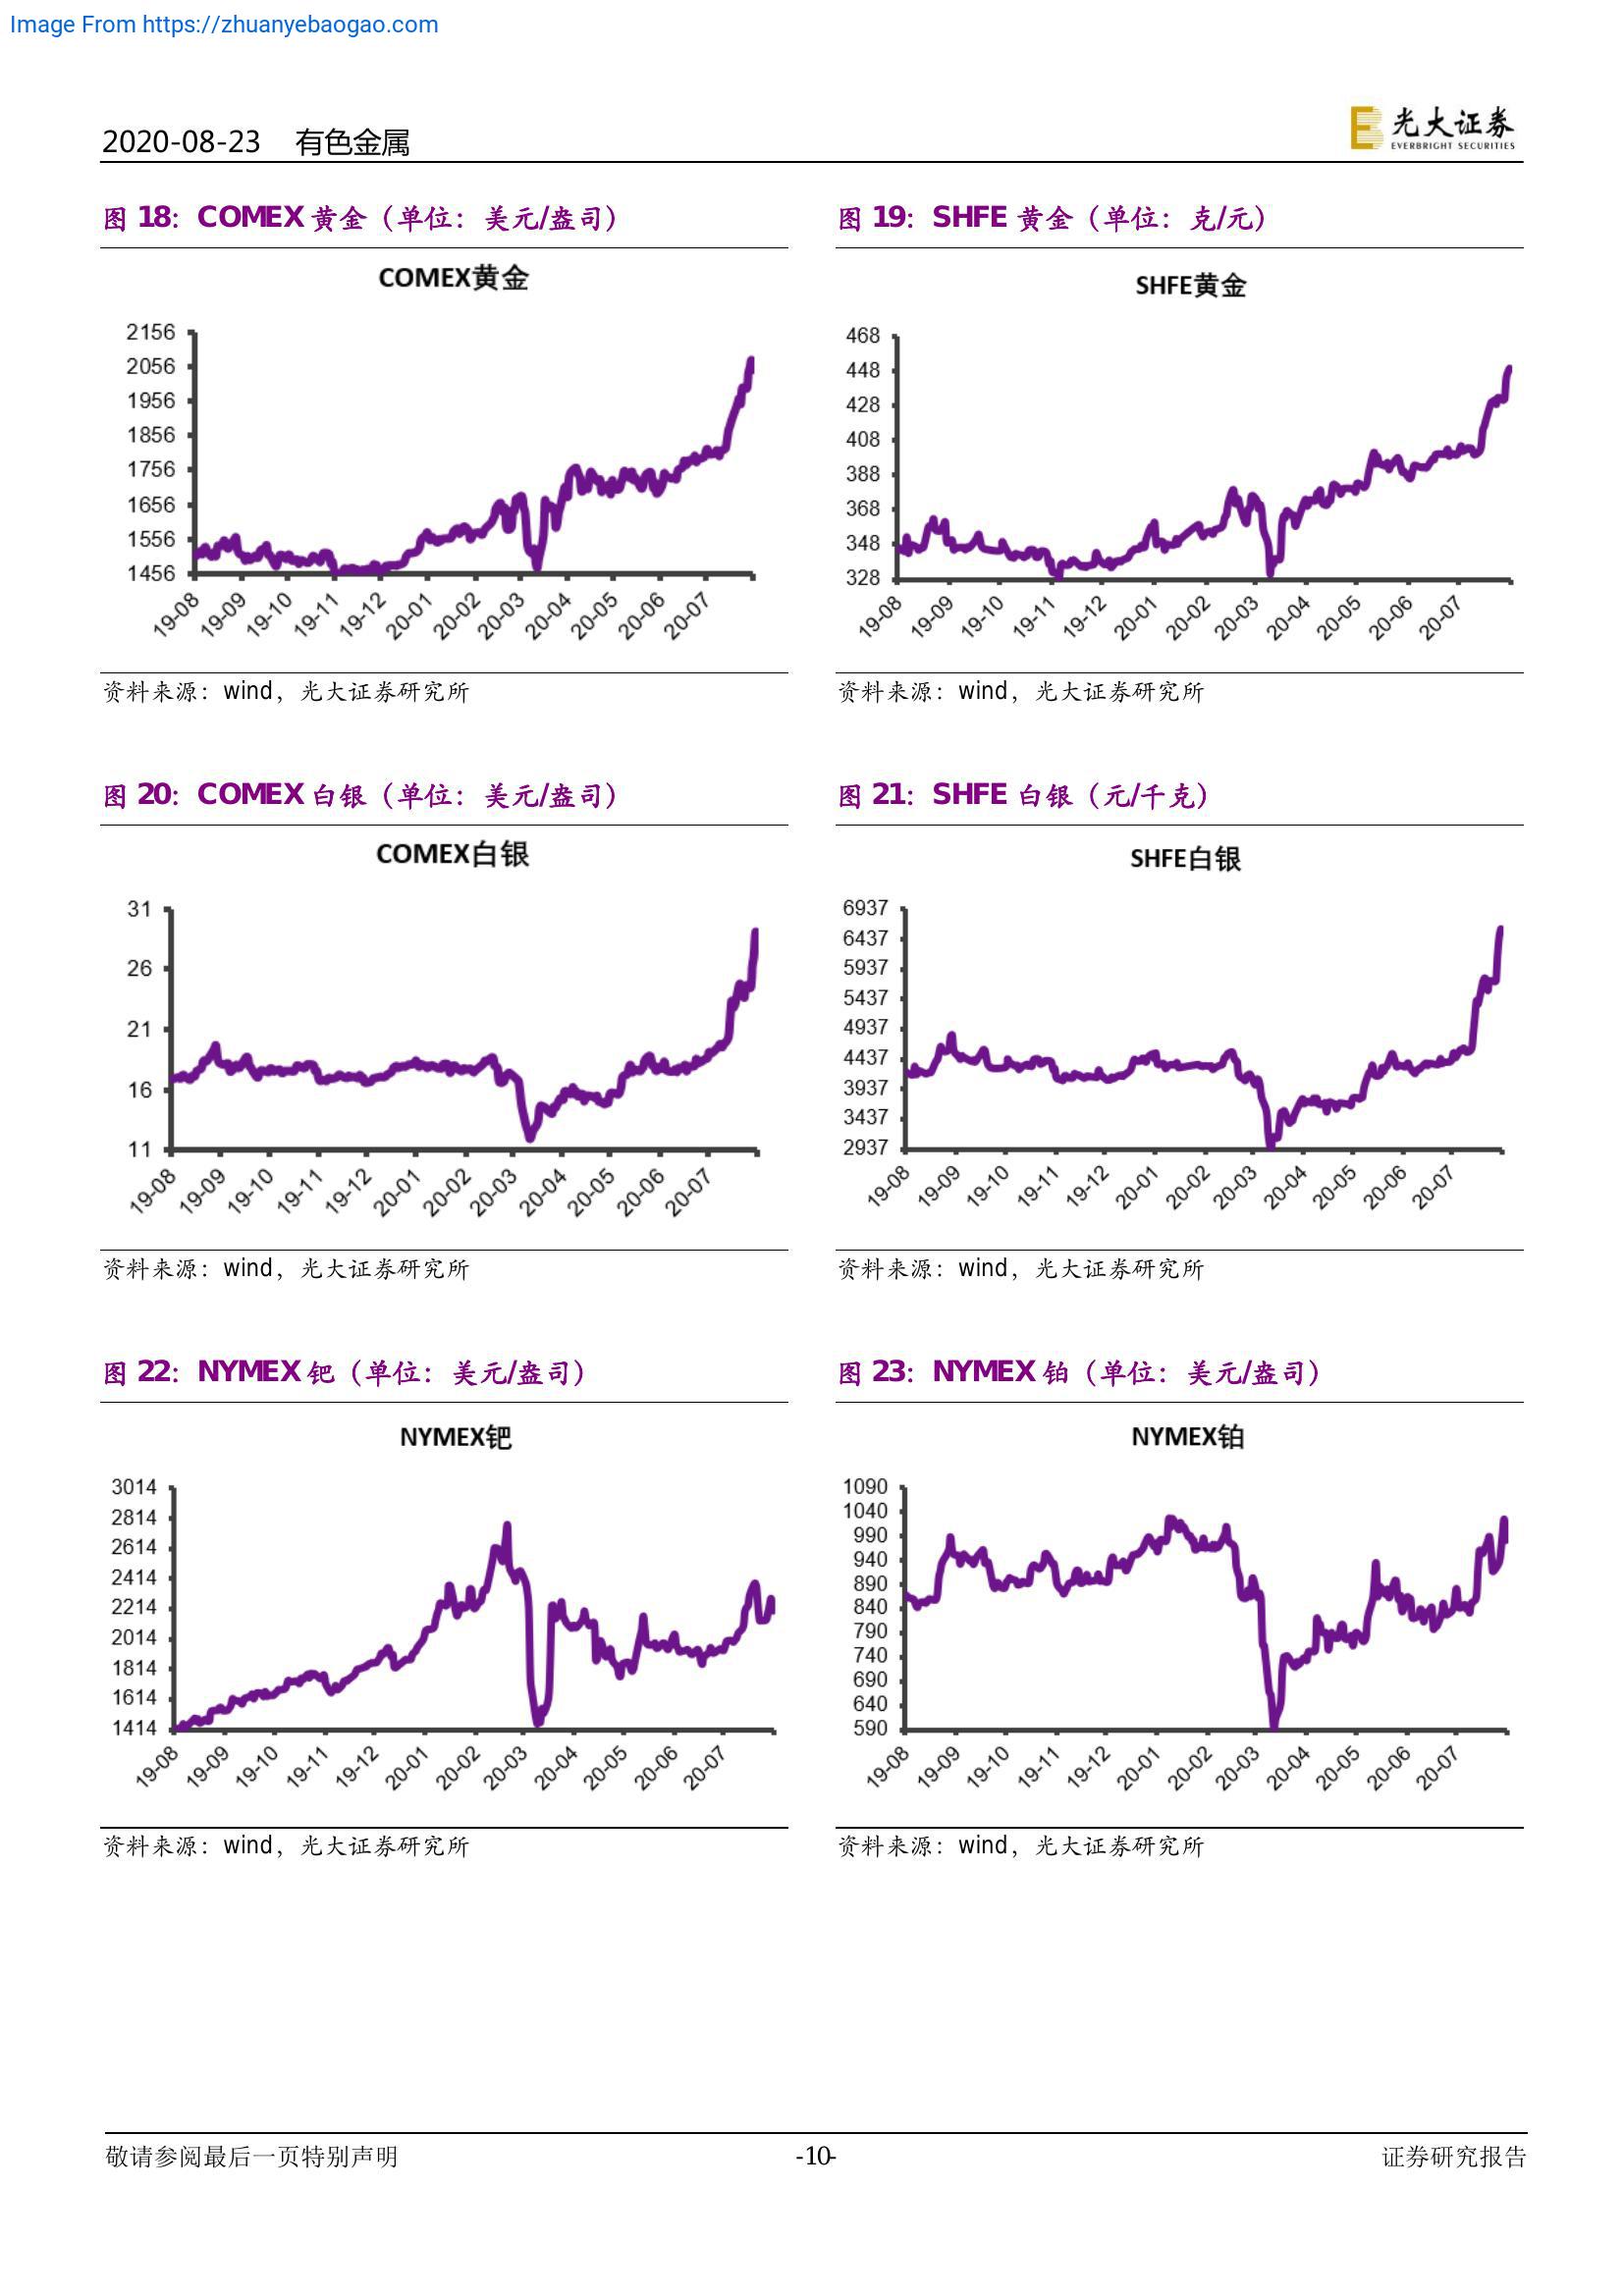 Image From https://zhuanyebaogao.com
2020-08-23 有色金属
光大证券
EVERBRIGHT SECURITIES
图 18：COMEX 黄金（单位：美元/盎司）
COMEX黄金
2156
2056
1956
1856
1756
1656
1556
1456
19-08 19-09 19-10 19-11 19-12 20-01 20-02 20-03 20-04 20-05 20-06 20-07
资料来源：wind，光大证券研究所
图 19：SHFE 黄金（单位：克/元）
SHFE黄金
468
448
428
408
388
368
348
328
19-08 19-09 19-10 19-11 19-12 20-01 20-02 20-03 20-04 20-05 20-06 20-07
资料来源：wind，光大证券研究所
图 20：COMEX 白银（单位：美元/盎司）
COMEX白银
31
26
21
16
11
19-08 19-09 19-10 19-11 19-12 20-01 20-02 20-03 20-04 20-05 20-06 20-07
资料来源：wind，光大证券研究所
图 21：SHFE 白银（元/千克）
SHFE白银
6937
6437
5937
5437
4937
4437
3937
3437
2937
19-08 19-09 19-10 19-11 19-12 20-01 20-02 20-03 20-04 20-05 20-06 20-07
资料来源：wind，光大证券研究所
图 22：NYMEX 钯（单位：美元/盎司）
NYMEX钯
3014
2814
2614
2414
2214
2014
1814
1614
1414
19-08 19-09 19-10 19-11 19-12 20-01 20-02 20-03 20-04 20-05 20-06 20-07
资料来源：wind，光大证券研究所
图 23：NYMEX 铂（单位：美元/盎司）
NYMEX铂
1090
1040
990
940
890
840
790
740
690
640
590
19-08 19-09 19-10 19-11 19-12 20-01 20-02 20-03 20-04 20-05 20-06 20-07
资料来源：wind，光大证券研究所
敬请参阅最后一页特别声明 -10- 证券研究报告